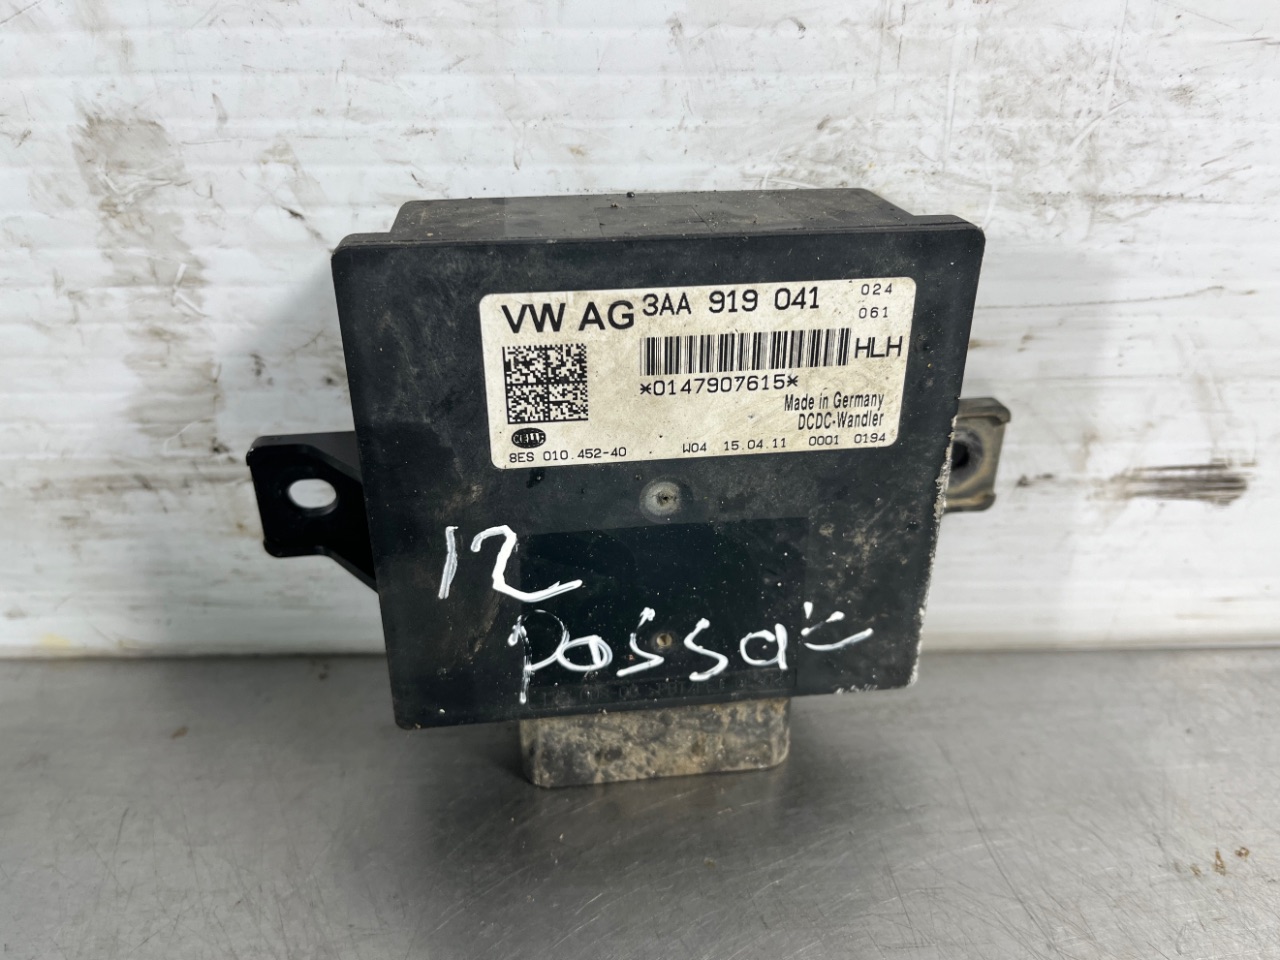 VW AG 3AA 919 041 024
061
HLH
*0147907615*
Made in Germany
DCDC-Wandler
HELLA
8ES 010.452-40 W04 15.04.11 0001 0194
12
Passat